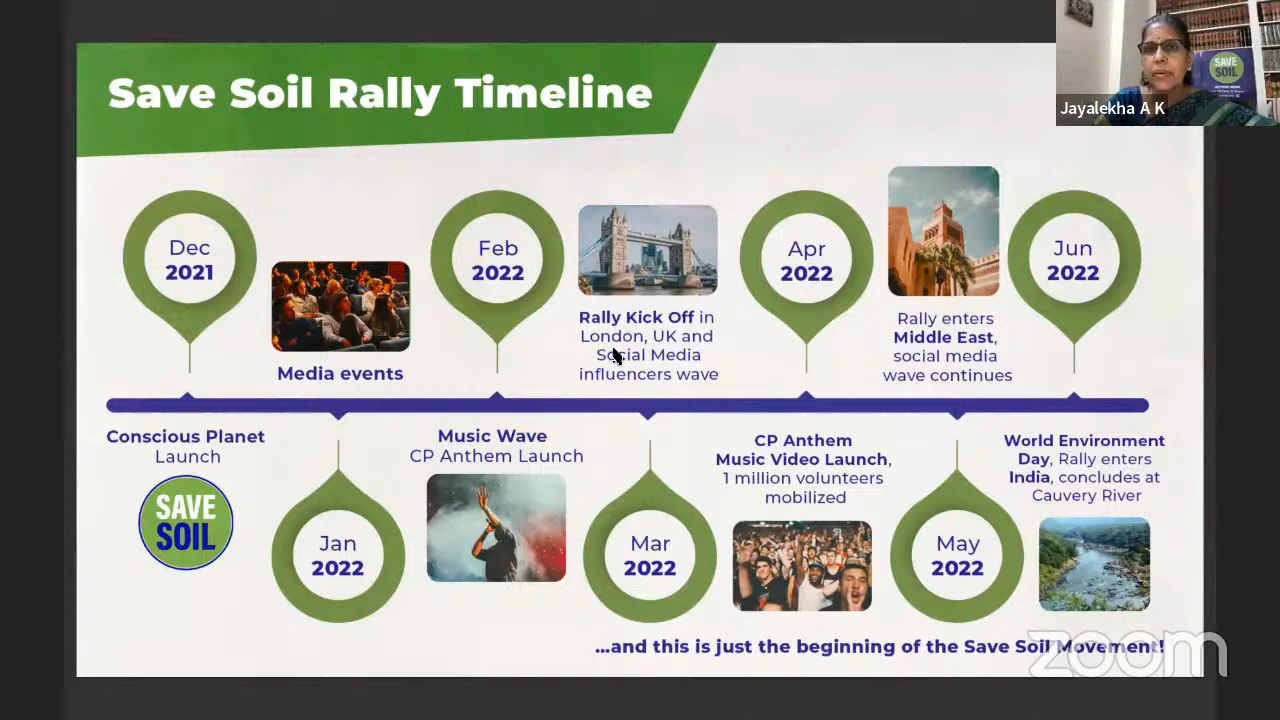 Save Soil Rally Timeline
SAVE
SOIL
Jayalekha A K
Dec
2021
Media events
Feb
2022
Rally Kick Off in
London, UK and
Social Media
influencers wave
Apr
2022
Rally enters
Middle East,
social media
wave continues
Jun
2022
Conscious Planet
Launch
SAVE
SOIL
Jan
2022
Music Wave
CP Anthem Launch
Mar
2022
CP Anthem
Music Video Launch,
1 million volunteers
mobilized
May
2022
World Environment
Day, Rally enters
India, concludes at
Cauvery River
...and this is just the beginning of the Save Soil Movement!
zoom